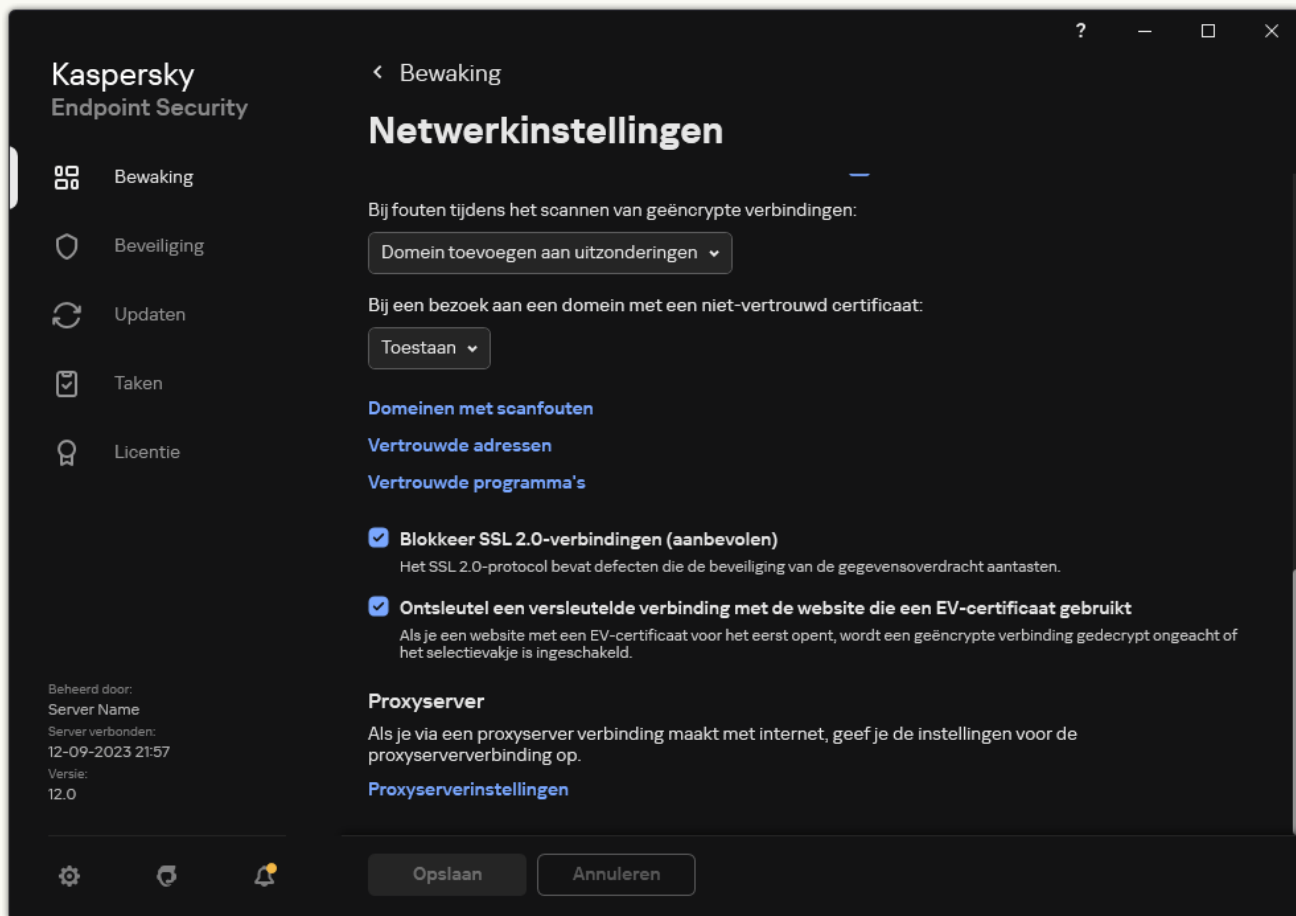 ?
Kaspersky
Endpoint Security
Bewaking
Beveiliging
Updaten
Taken
Licentie
Beheerd door:
Server Name
Server verbonden:
12-09-2023 21:57
Versie:
12.0
Bewaking
Netwerkinstellingen
Bij fouten tijdens het scannen van geëncrypte verbindingen:
Domein toevoegen aan uitzonderingen
Bij een bezoek aan een domein met een niet-vertrouwd certificaat:
Toestaan
Domeinen met scanfouten
Vertrouwde adressen
Vertrouwde programma's
Blokkeer SSL 2.0-verbindingen (aanbevolen)
Het SSL 2.0-protocol bevat defecten die de beveiliging van de gegevensoverdracht aantasten.
Ontsleutel een versleutelde verbinding met de website die een EV-certificaat gebruikt
Als je een website met een EV-certificaat voor het eerst opent, wordt een geëncrypte verbinding gedecrypt ongeacht of
het selectievakje is ingeschakeld.
Proxyserver
Als je via een proxyserver verbinding maakt met internet, geef je de instellingen voor de
proxyserververbinding op.
Proxyserverinstellingen
Opslaan
Annuleren